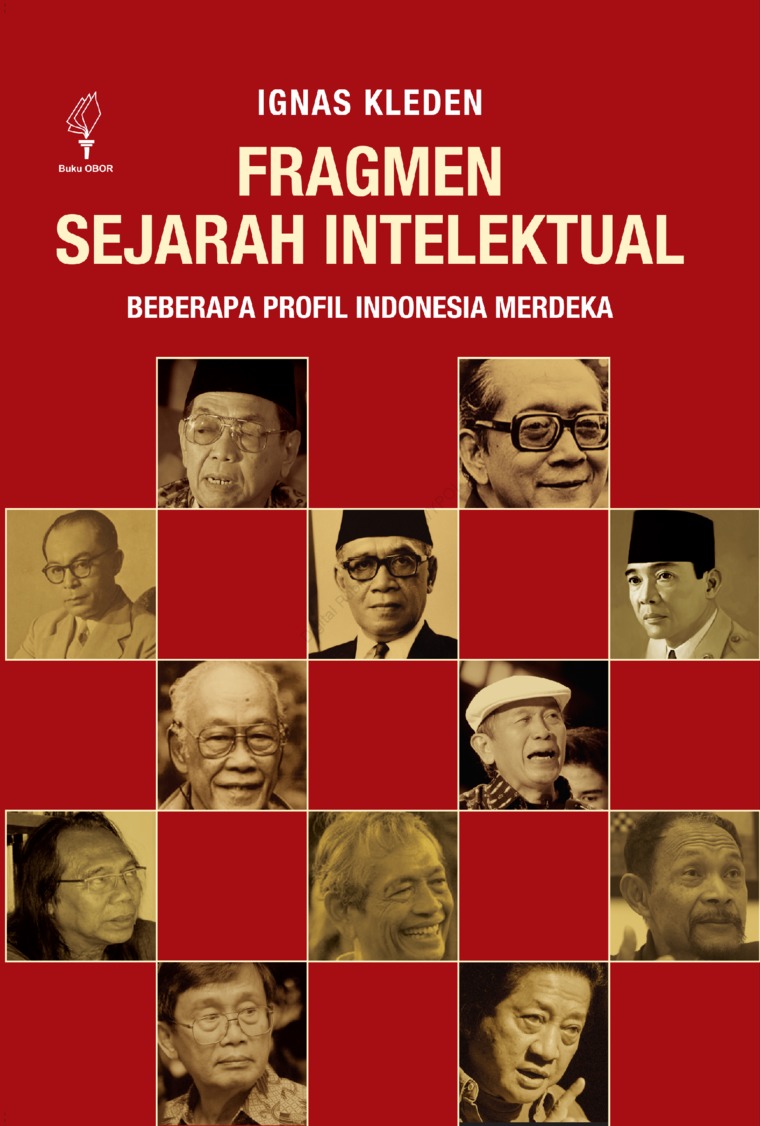 IGNAS KLEDEN
Buku OBOR
FRAGMEN
SEJARAH INTELEKTUAL
BEBERAPA PROFIL INDONESIA MERDEKA